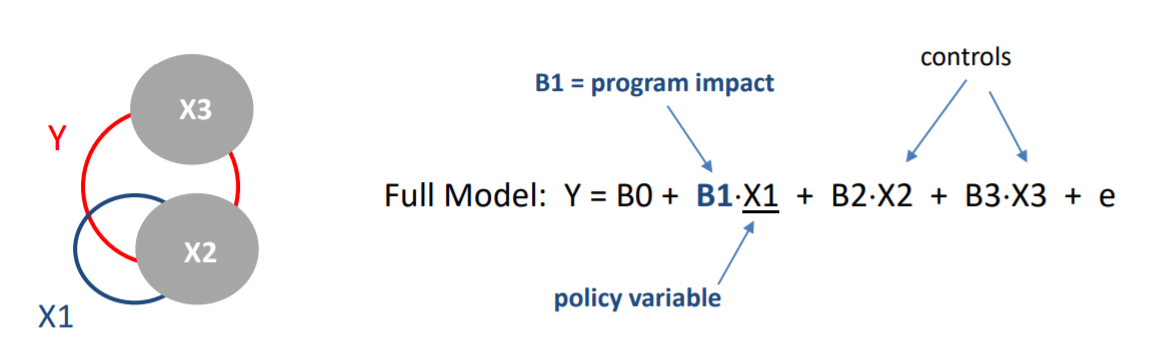 X3
Y
X2
X1
controls
B1 = program impact
Full Model: Y = B0 + B1·X1 + B2·X2 + B3·X3 + e
policy variable